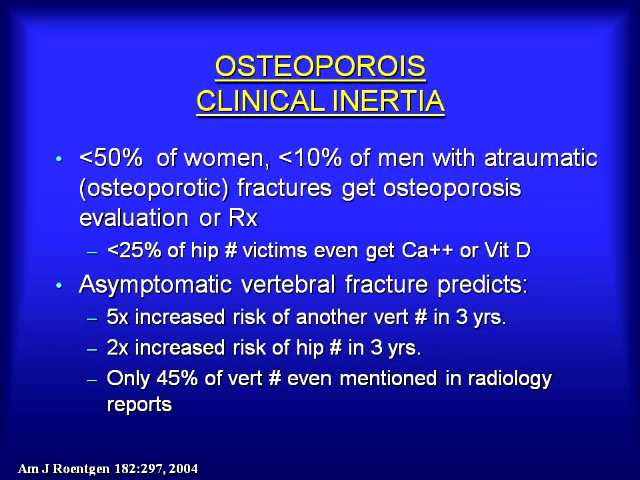 OSTEOPOROIS
CLINICAL INERTIA
• <50% of women, <10% of men with atraumatic
(osteoporotic) fractures get osteoporosis
evaluation or Rx
– <25% of hip # victims even get Ca++ or Vit D
• Asymptomatic vertebral fracture predicts:
– 5x increased risk of another vert # in 3 yrs.
– 2x increased risk of hip # in 3 yrs.
– Only 45% of vert # even mentioned in radiology
reports
Am J Roentgen 182:297, 2004